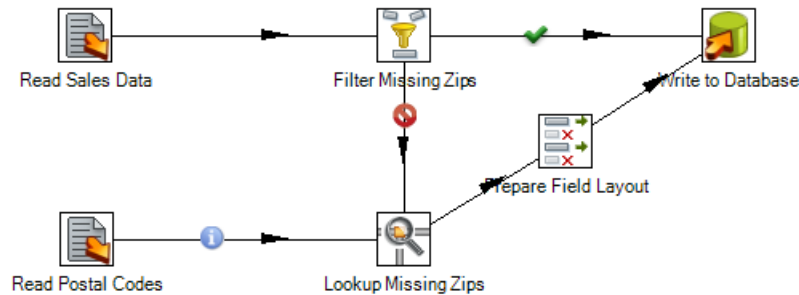 Read Sales Data
Filter Missing Zips
Write to Database
Prepare Field Layout
Read Postal Codes
Lookup Missing Zips